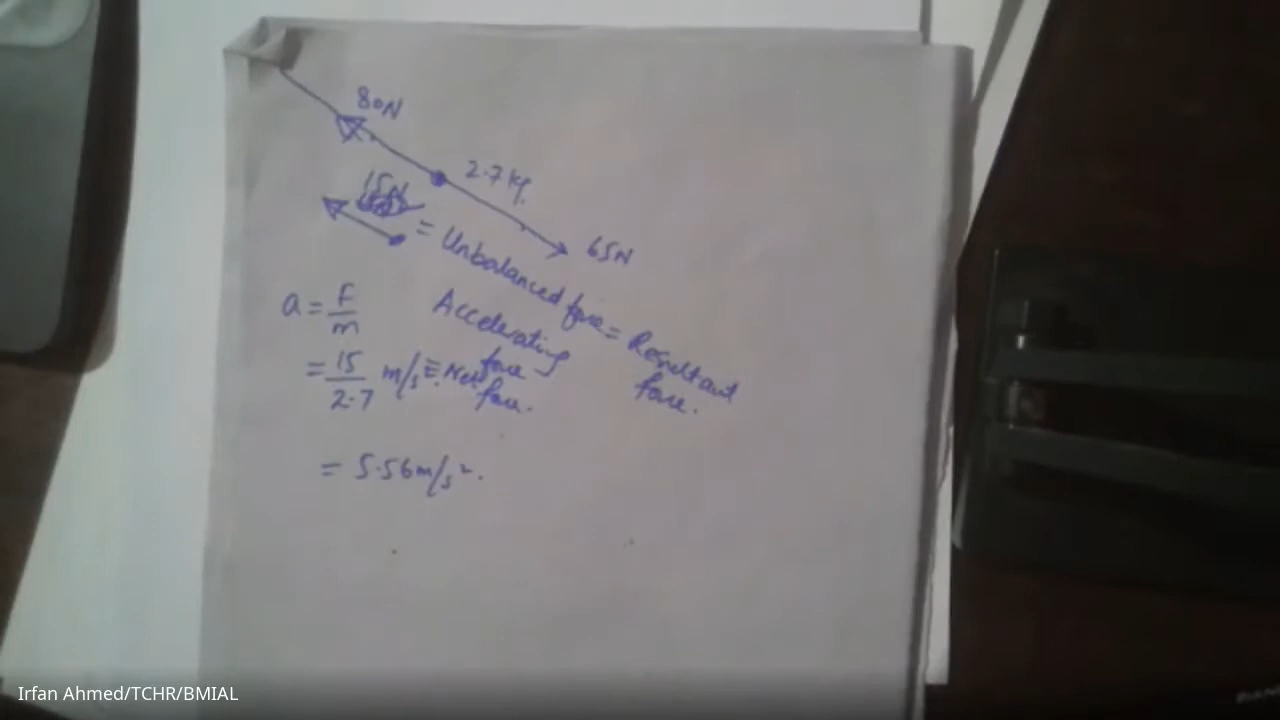 80N
2.7 kg.
65N
15N
= Unbalanced force = Resultant force.
Accelerating force
= Net force.
a = F/m
= 15/2.7 m/s²
= 5.56 m/s².
Irfan Ahmed/TCHR/BMIAL